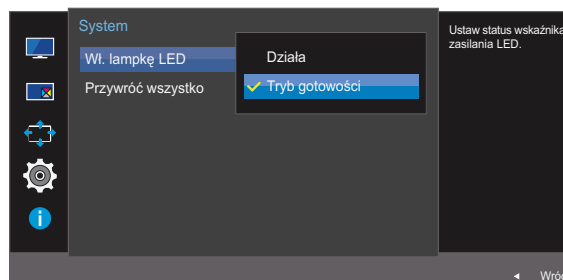 System
Wł. lampkę LED
Działa
Tryb gotowości
Przywróć wszystko
Ustaw status wskaźnika
zasilania LED.
Wróć